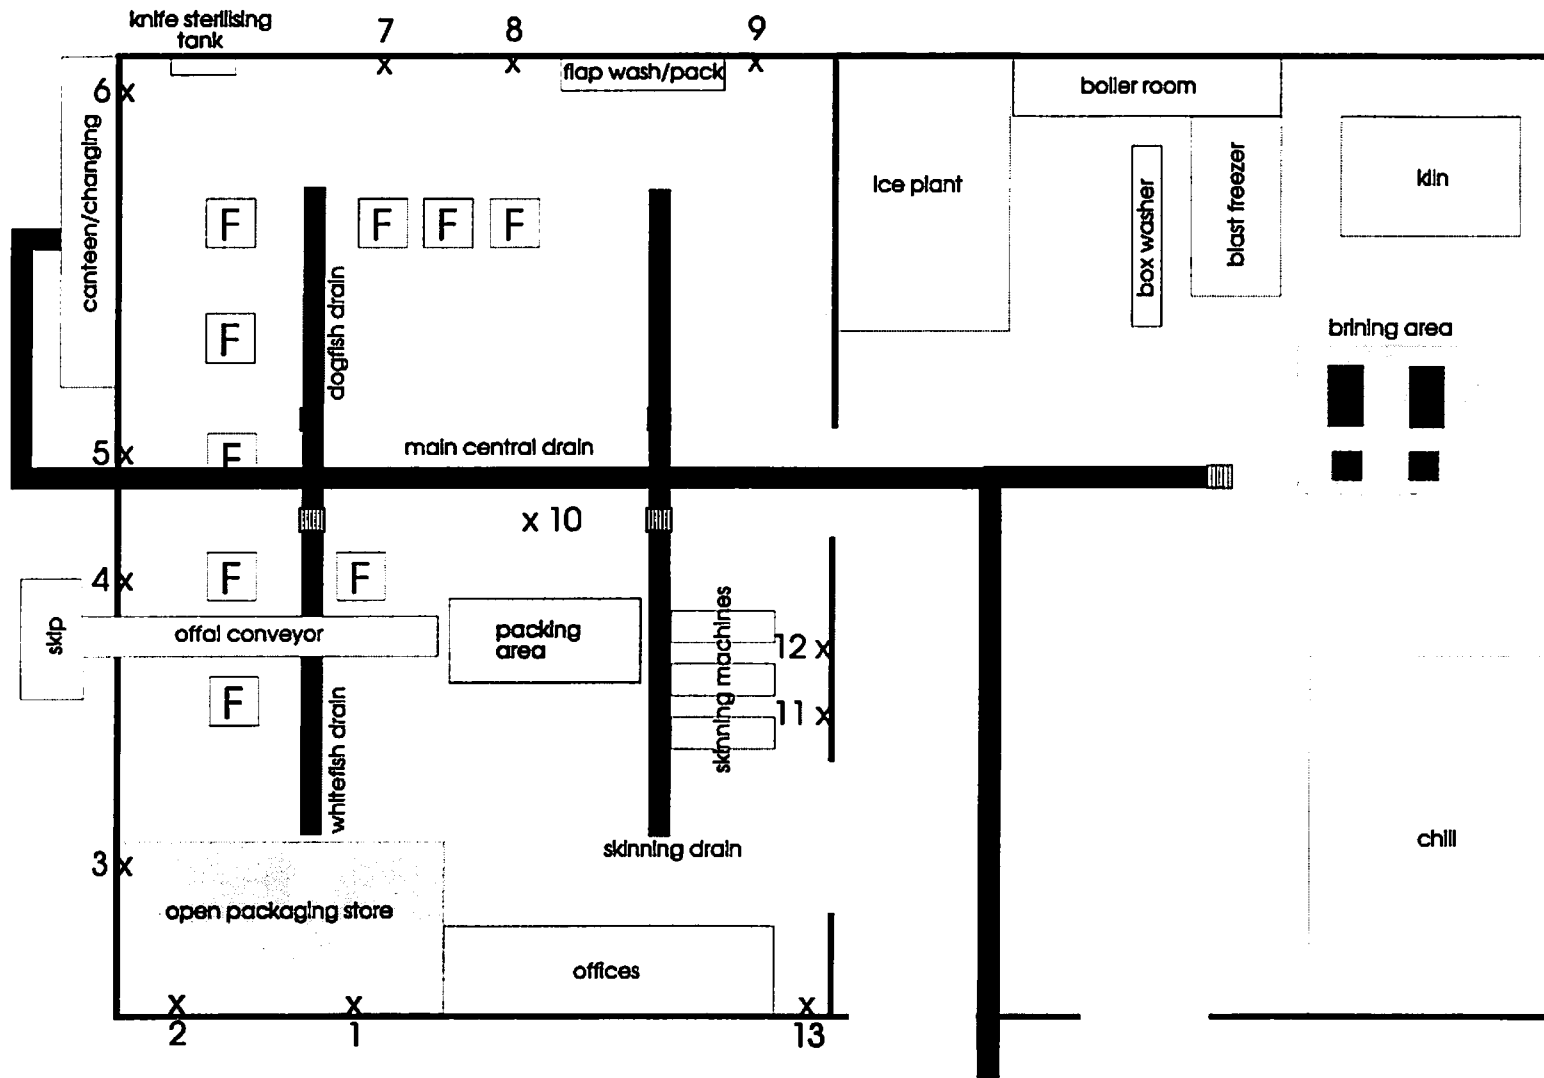 knife sterilising
tank
7
8
9
x
x
x
flap wash/pack
6 x
canteen/changing
boiler room
ice plant
box washer
blast freezer
kiln
F
F
F
F
dogfish drain
F
brining area
5 x
F
main central drain
x 10
4 x
F
F
skip
offal conveyor
packing
area
skinning machines
12 x
11 x
F
whitefish drain
skinning drain
chill
3 x
open packaging store
offices
x
x
x
2
1
13